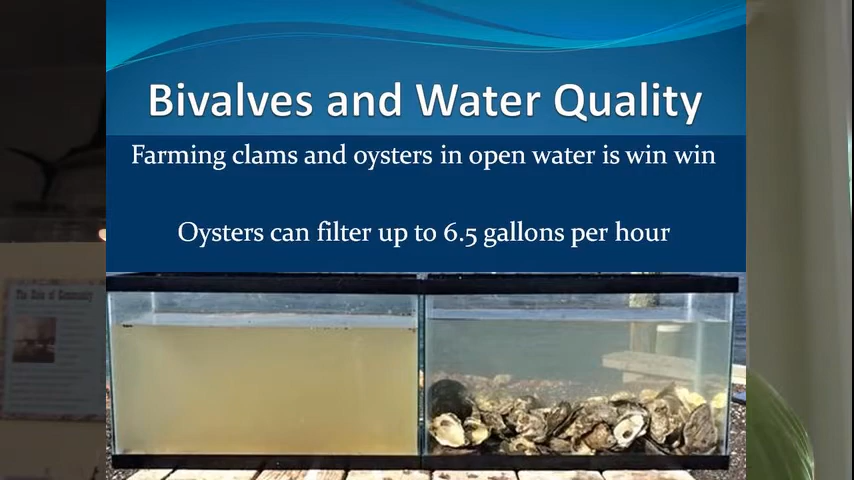 Bivalves and Water Quality
Farming clams and oysters in open water is win win
Oysters can filter up to 6.5 gallons per hour